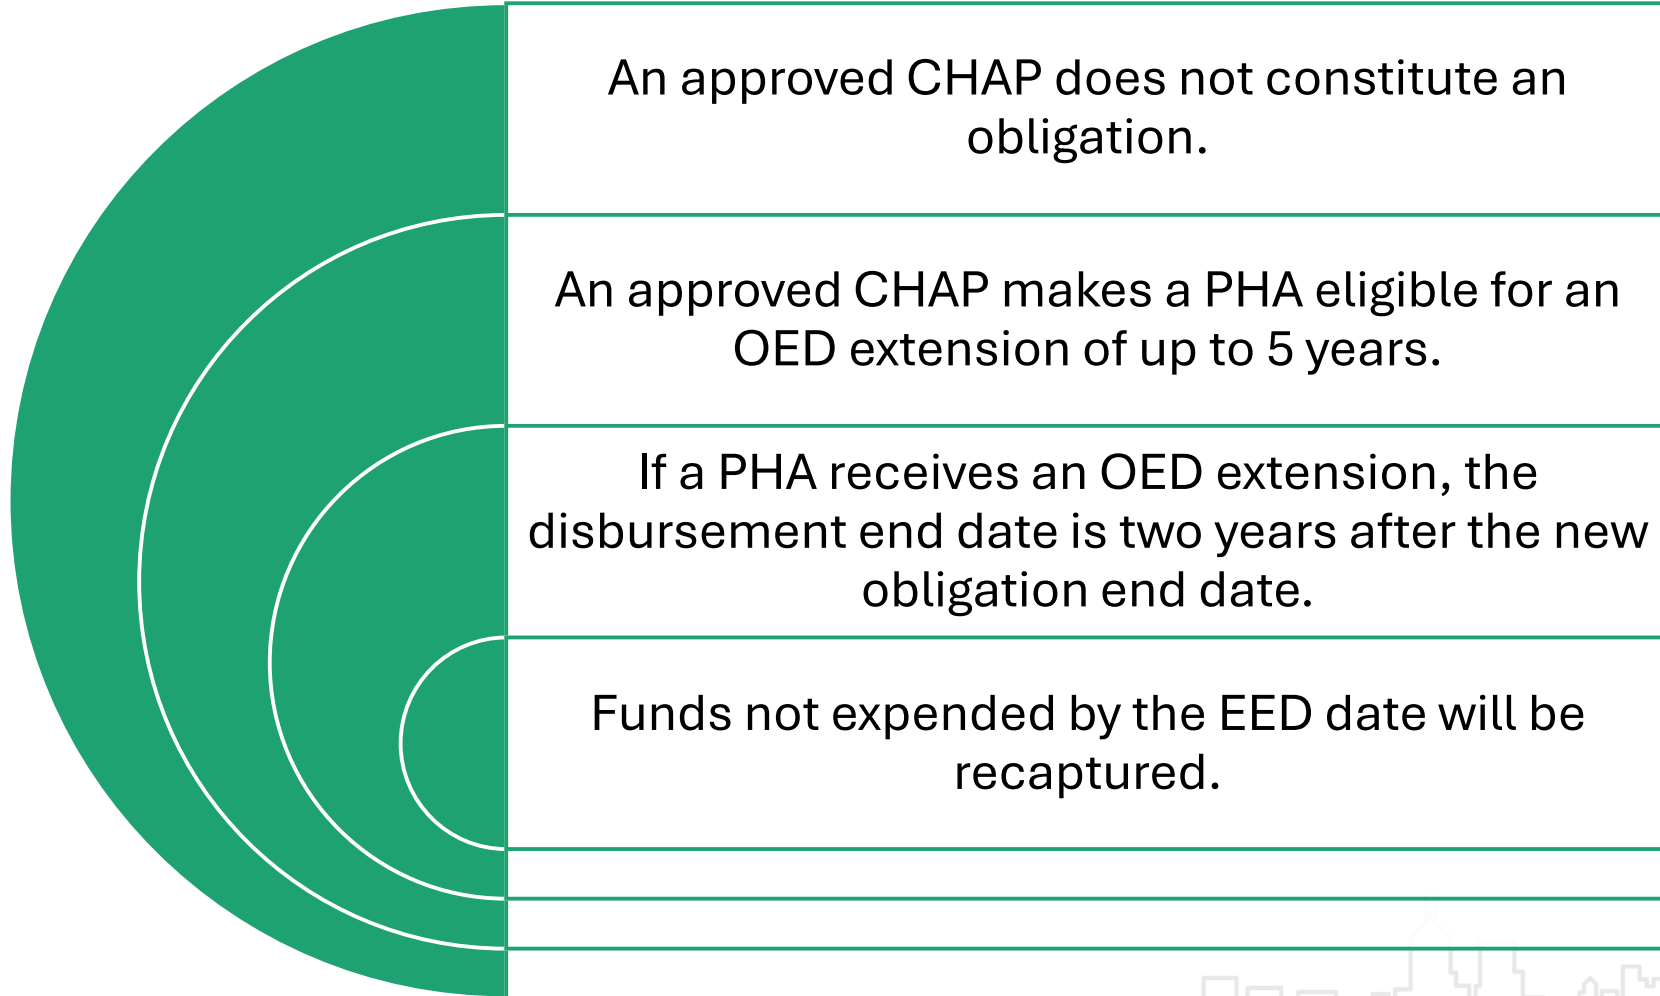 An approved CHAP does not constitute an
obligation.
An approved CHAP makes a PHA eligible for an
OED extension of up to 5 years.
If a PHA receives an OED extension, the
disbursement end date is two years after the new
obligation end date.
Funds not expended by the EED date will be
recaptured.